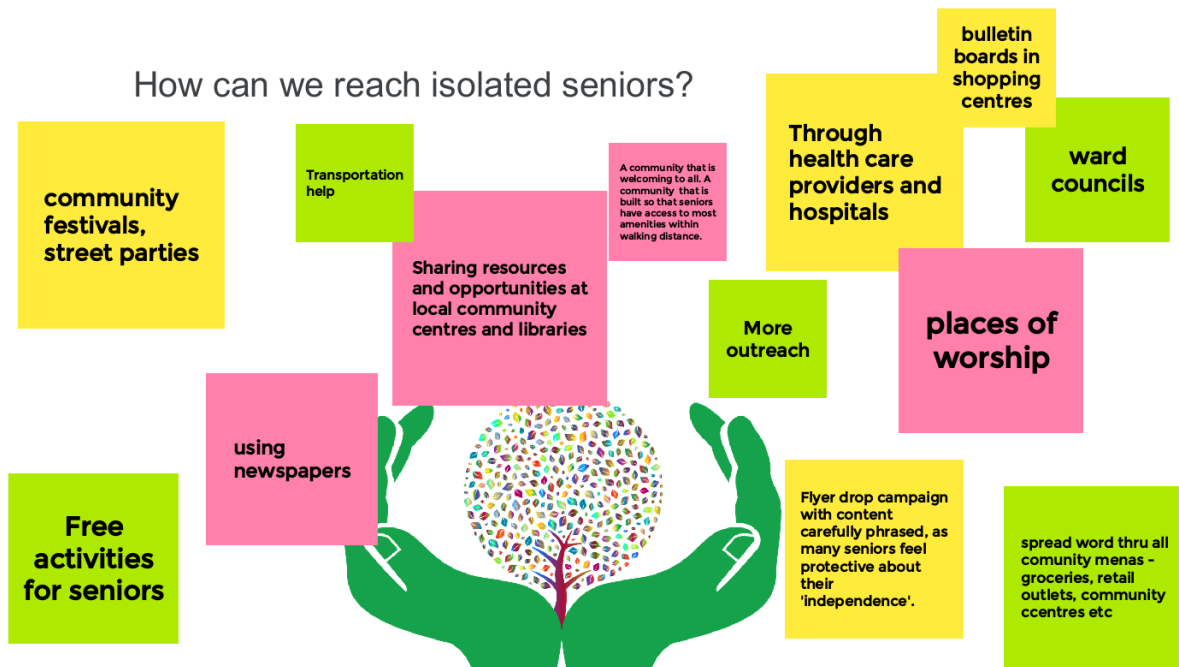 How can we reach isolated seniors?
bulletin
boards in
shopping
centres
community
festivals,
street parties
Transportation
help
A community that is
welcoming to all. A
community that is
built so that seniors
have access to most
amenities within
walking distance.
Through
health care
providers and
hospitals
ward
councils
Sharing resources
and opportunities at
local community
centres and libraries
More
outreach
places of
worship
using
newspapers
Free
activities
for seniors
Flyer drop campaign
with content
carefully phrased, as
many seniors feel
protective about
their
'independence'.
spread word thru all
comunity menas -
groceries, retail
outlets, community
ccentres etc